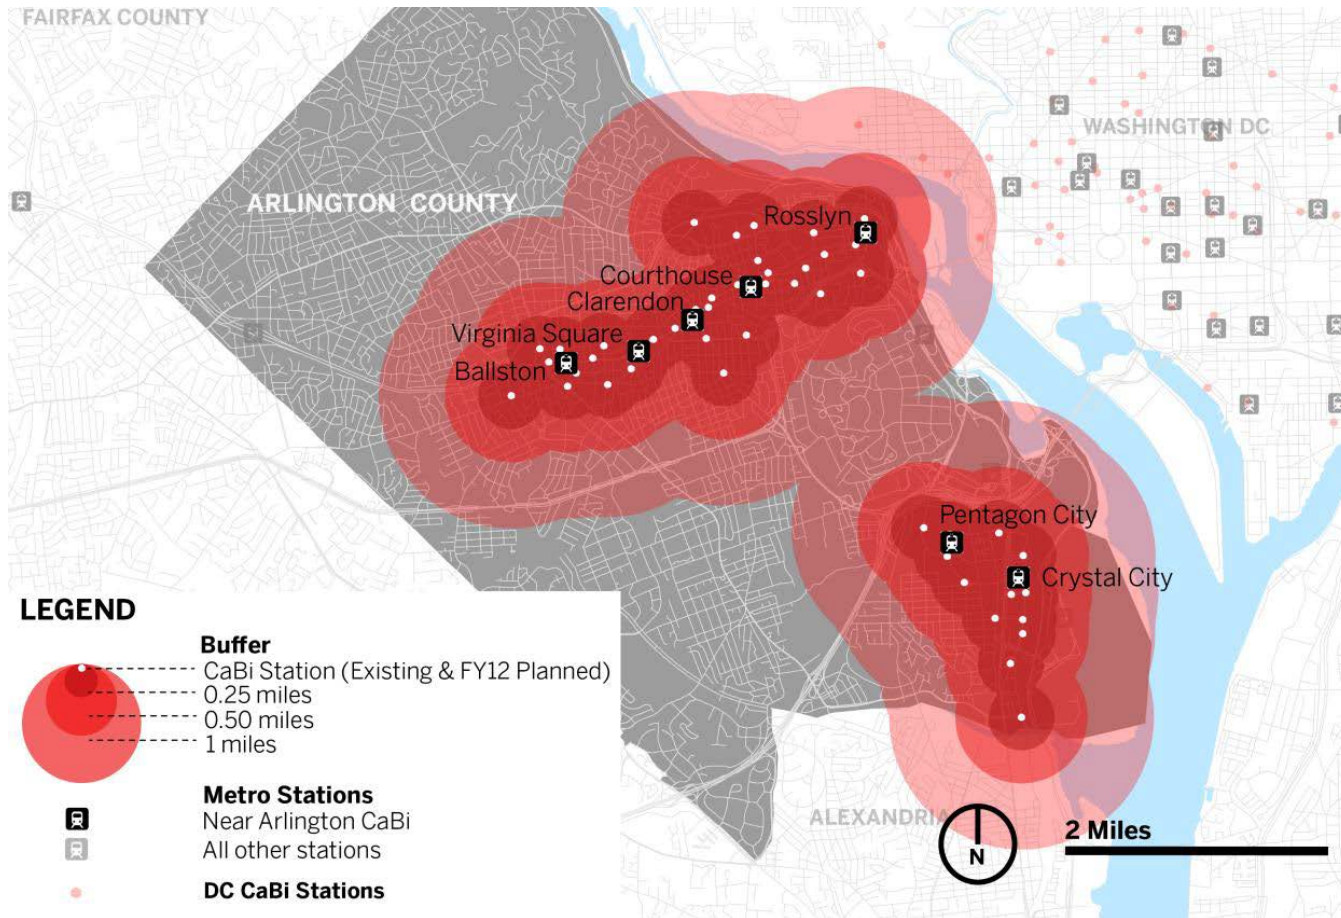 FAIRFAX COUNTY
WASHINGTON DC
ARLINGTON COUNTY
Rosslyn
Courthouse
Clarendon
Virginia Square
Ballston
Pentagon City
Crystal City
LEGEND
Buffer
CaBi Station (Existing & FY12 Planned)
0.25 miles
0.50 miles
1 miles
Metro Stations
Near Arlington CaBi
All other stations
DC CaBi Stations
ALEXANDRIA
N
2 Miles